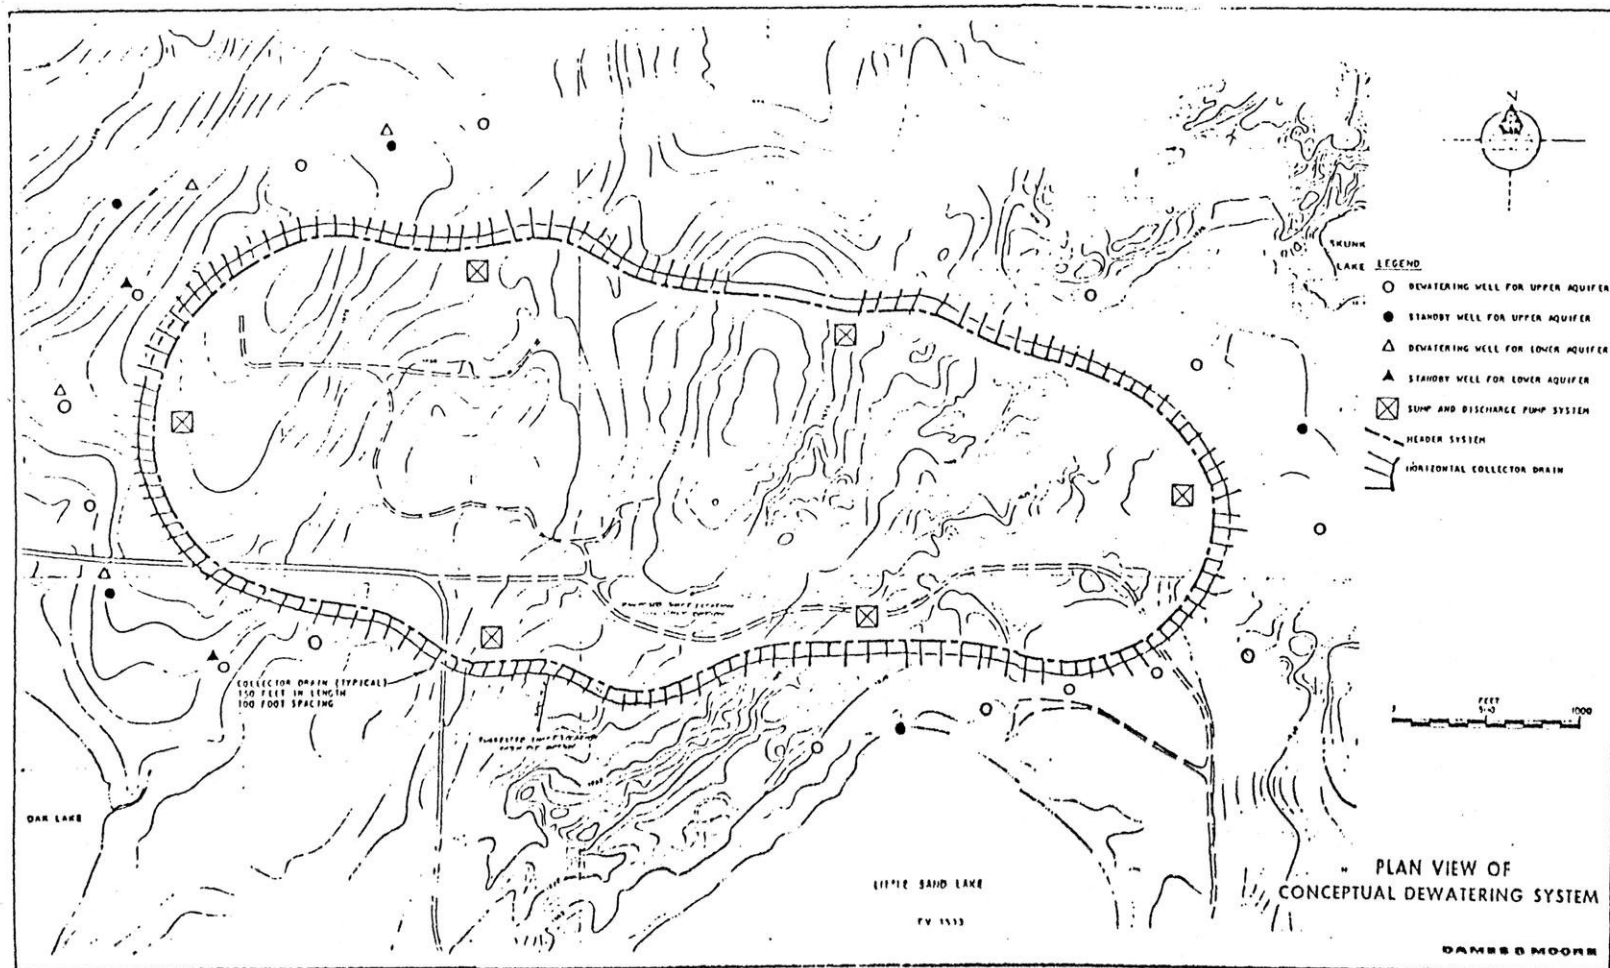 N
SKUNK
LAKE
LEGEND
DEWATERING WELL FOR UPPER AQUIFER
STANDBY WELL FOR UPPER AQUIFER
DEWATERING WELL FOR LOWER AQUIFER
STANDBY WELL FOR LOWER AQUIFER
SUMP AND DISCHARGE PUMP SYSTEM
HEADER SYSTEM
HORIZONTAL COLLECTOR DRAIN
COLLECTOR DRAIN (TYPICAL)
150 FEET IN LENGTH
100 FOOT SPACING
FEET
1000
OAK LAKE
LITTLE SAND LAKE
PLAN VIEW OF
CONCEPTUAL DEWATERING SYSTEM
DAMES & MOORE